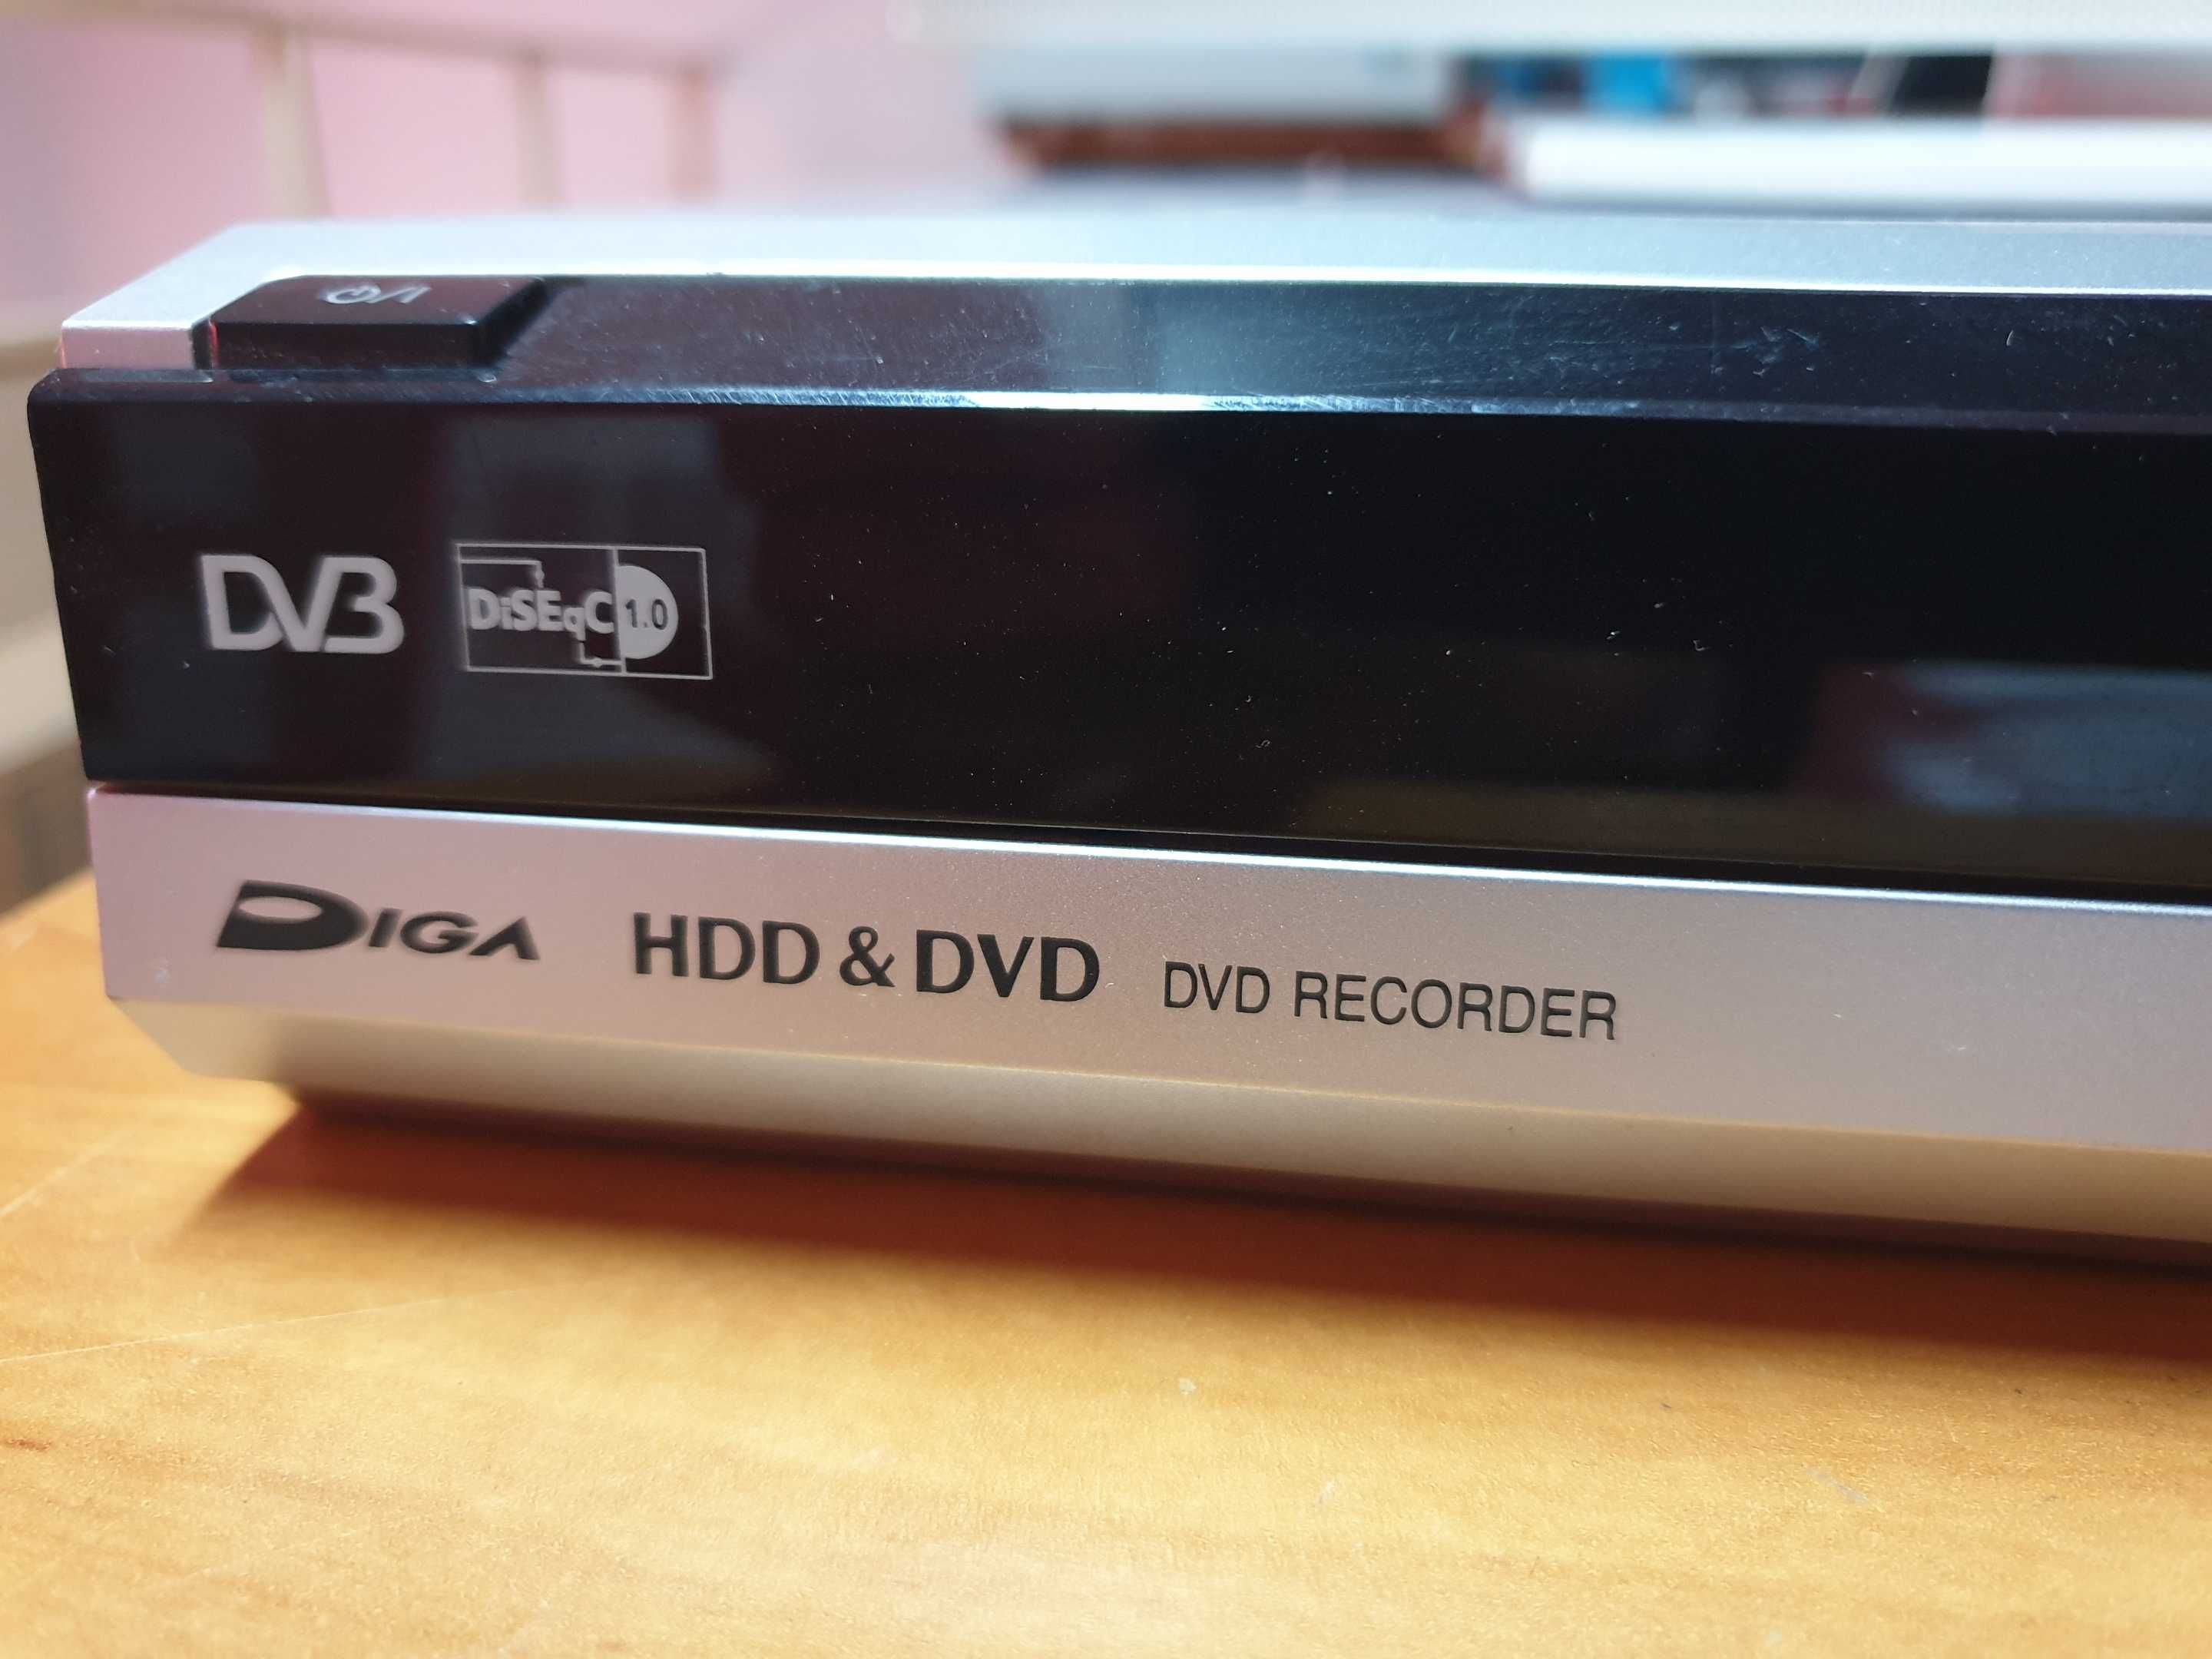 ⏻/I
DVB DiSEqC 1.0
DIGA HDD & DVD DVD RECORDER